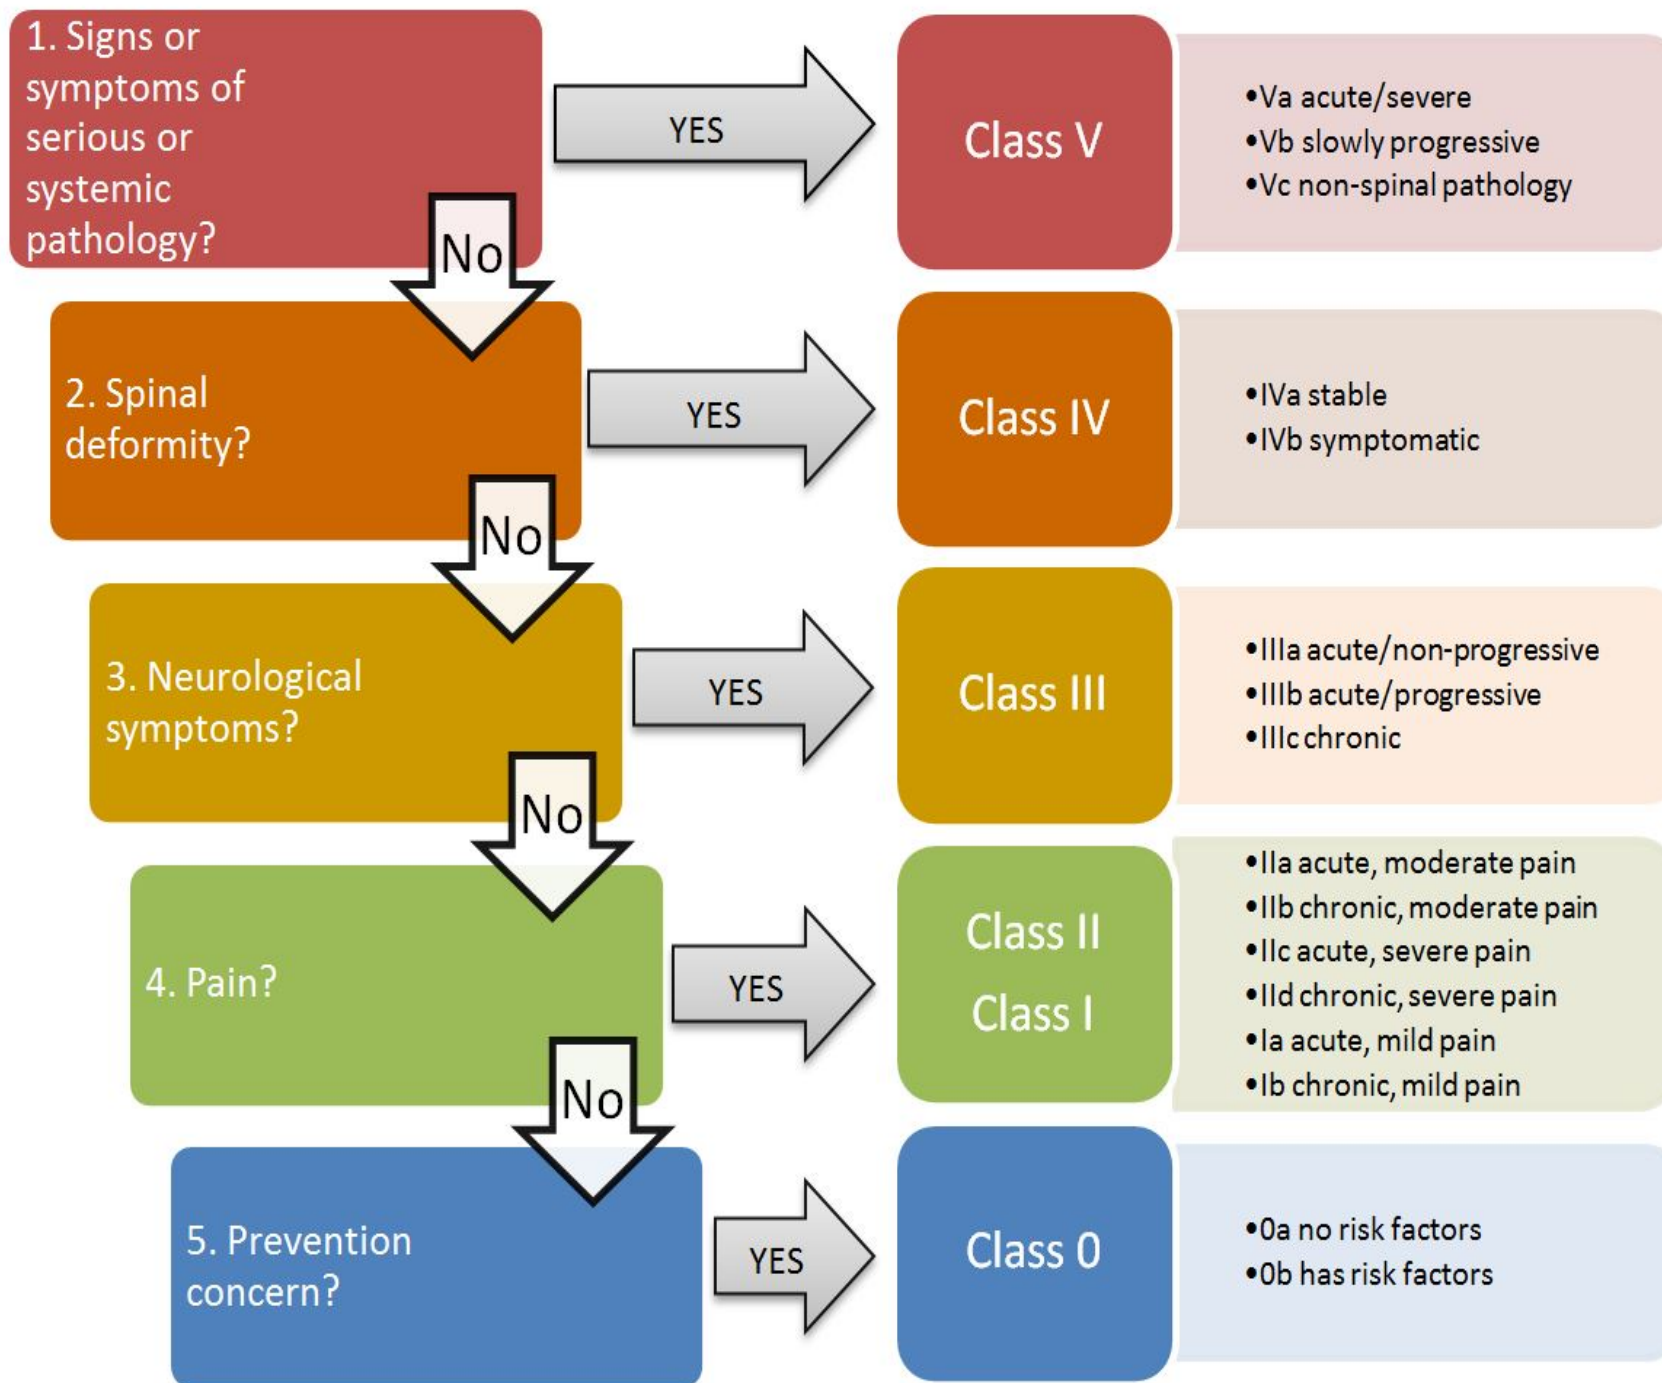 1. Signs or
symptoms of
serious or
systemic
pathology?
YES
Class V
•Va acute/severe
•Vb slowly progressive
•Vc non-spinal pathology
No
2. Spinal
deformity?
YES
Class IV
•IVa stable
•IVb symptomatic
No
3. Neurological
symptoms?
YES
Class III
•IIIa acute/non-progressive
•IIIb acute/progressive
•IIIc chronic
No
4. Pain?
YES
Class II
Class I
•IIa acute, moderate pain
•IIb chronic, moderate pain
•IIc acute, severe pain
•IId chronic, severe pain
•Ia acute, mild pain
•Ib chronic, mild pain
No
5. Prevention
concern?
YES
Class 0
•0a no risk factors
•0b has risk factors